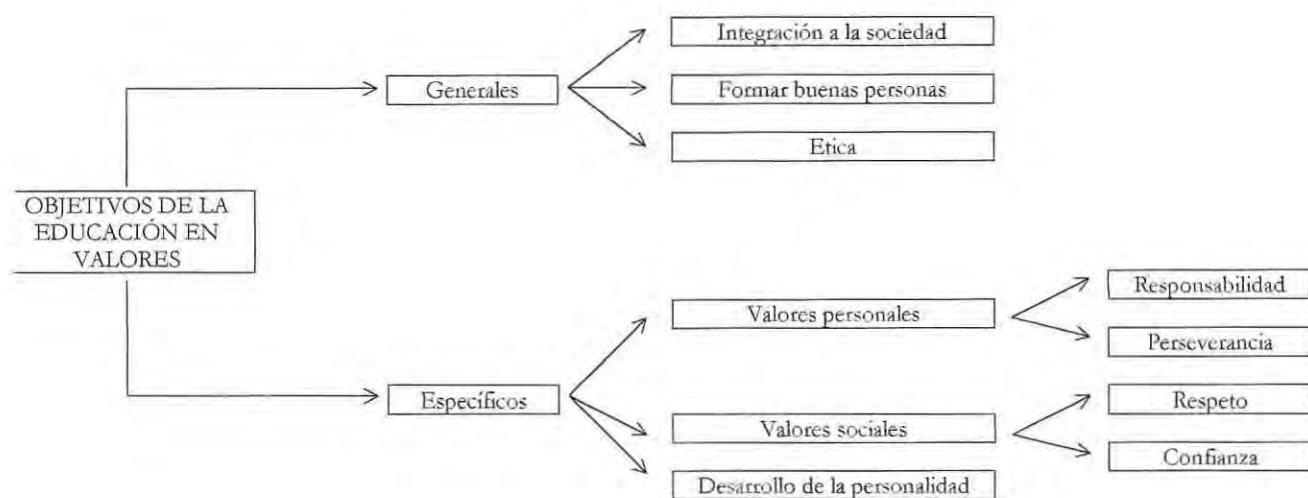 Integración a la sociedad
Generales
Formar buenas personas
Etica
OBJETIVOS DE LA
EDUCACIÓN EN
VALORES
Responsabilidad
Valores personales
Perseverancia
Específicos
Respeto
Valores sociales
Confianza
Desarrollo de la personalidad